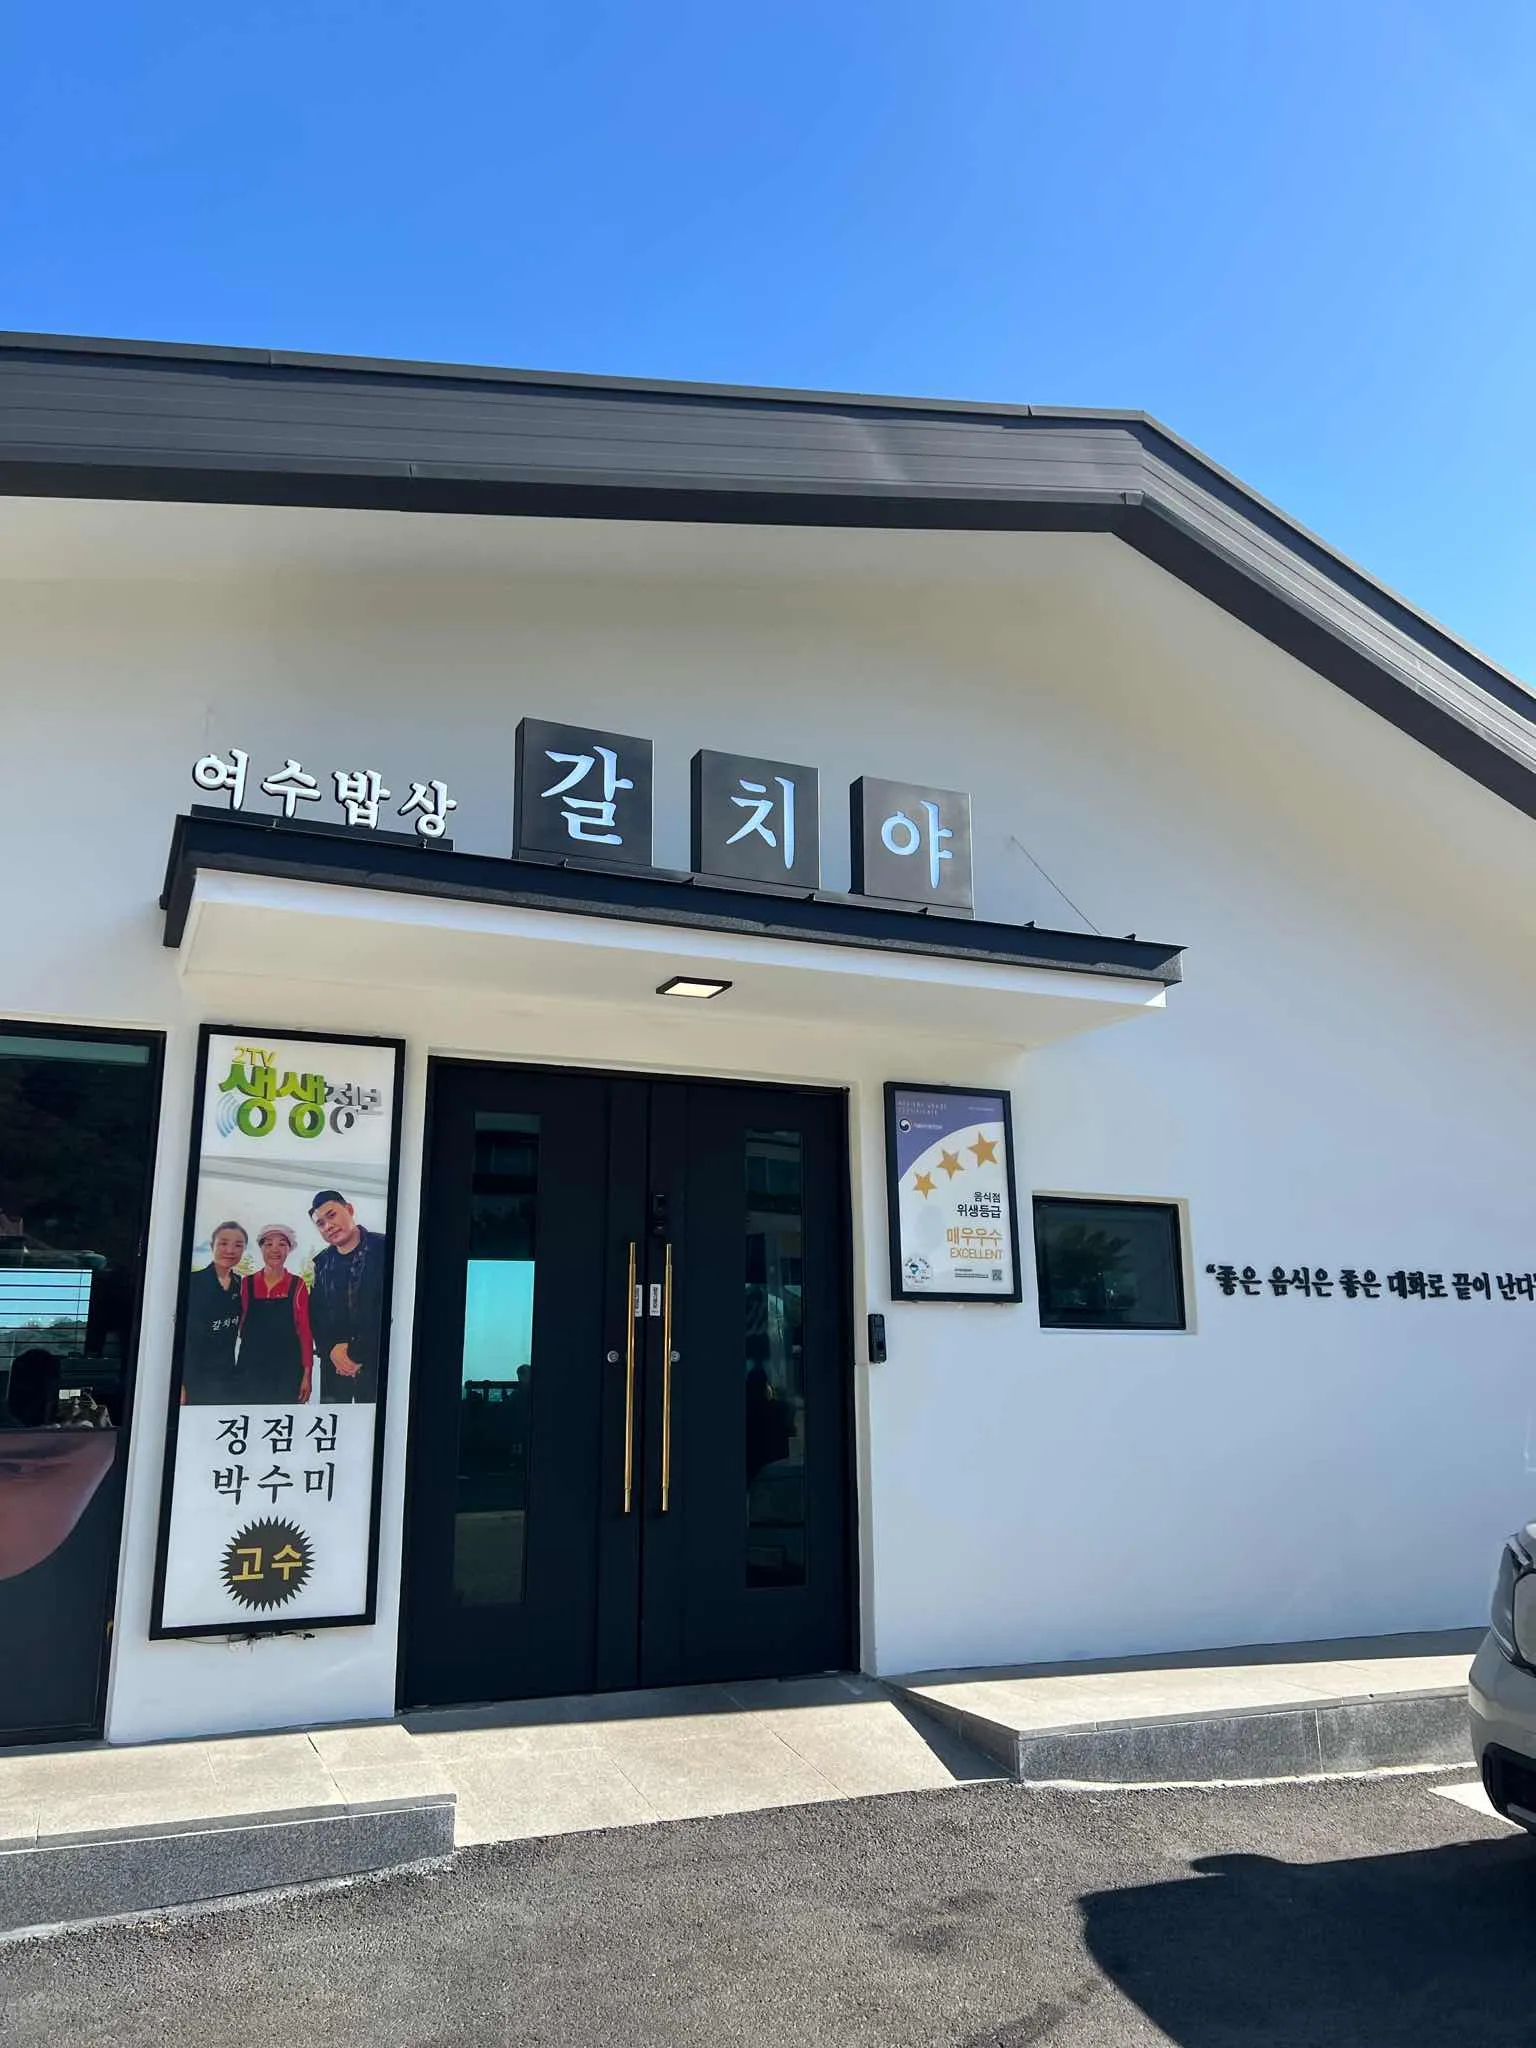 여수밥상 갈치야
2TV
생생정보
갈치야
정점심
박수미
고수
음식점
위생등급
매우우수
EXCELLENT
“좋은 음식은 좋은 대화로 끝이 난다”